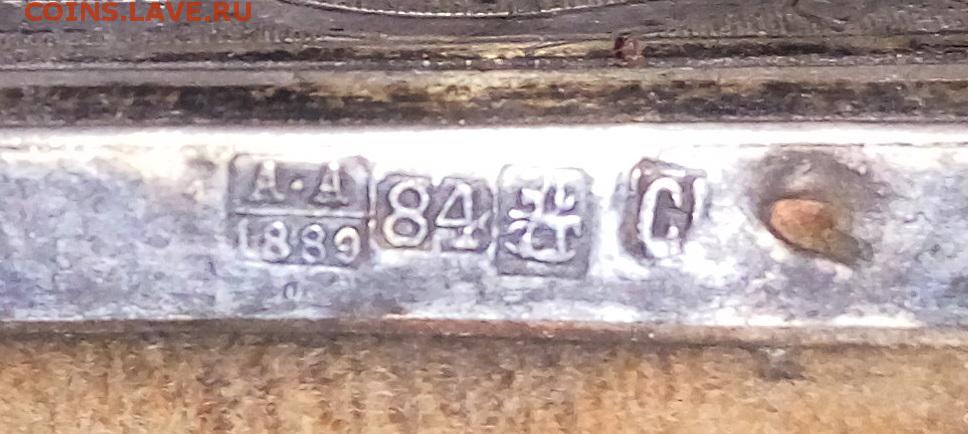 COINS.LAVE.RU
A·A 84 G
1889